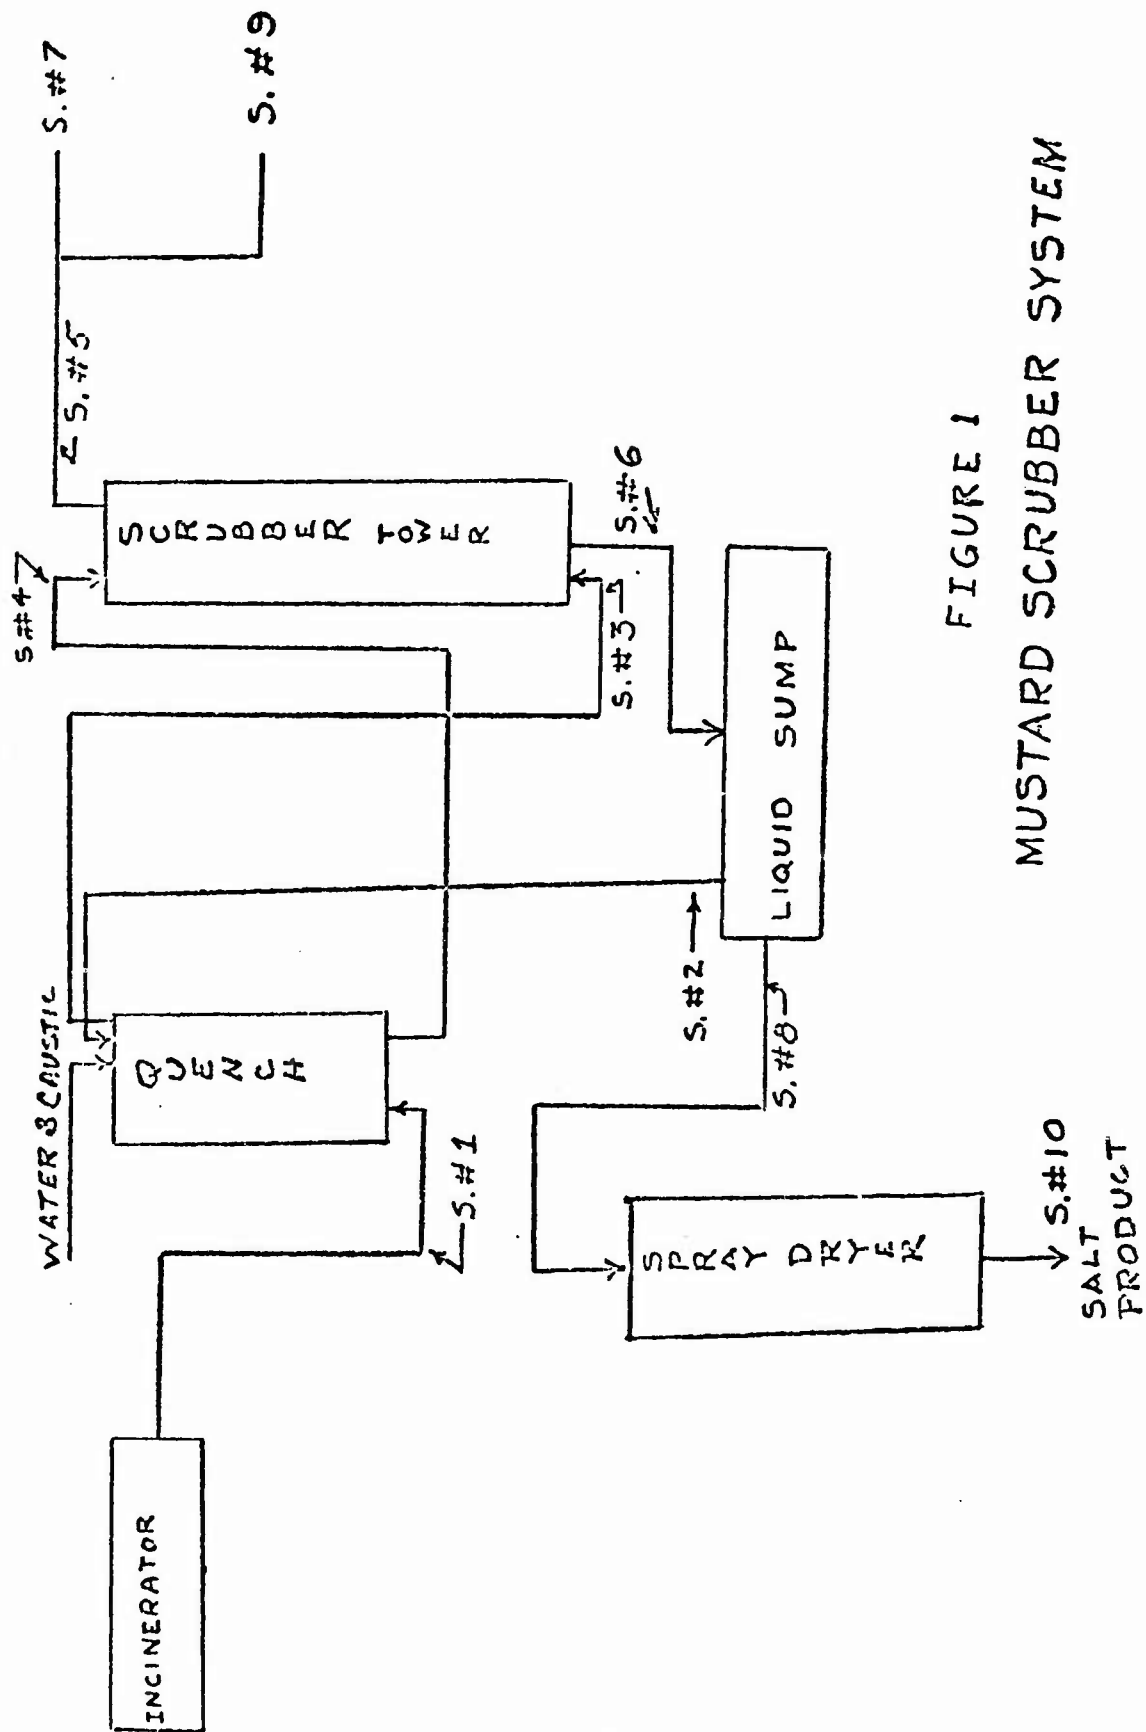 S.#7
S.#9
S.#5
S#4
SCRUBBER TOWER
S.#6
S.#3
WATER & CAUSTIC
QUENCH
LIQUID SUMP
S.#2
S.#8
S.#1
INCINERATOR
SPRAY DRYER
S.#10
SALT
PRODUCT
FIGURE 1
MUSTARD SCRUBBER SYSTEM